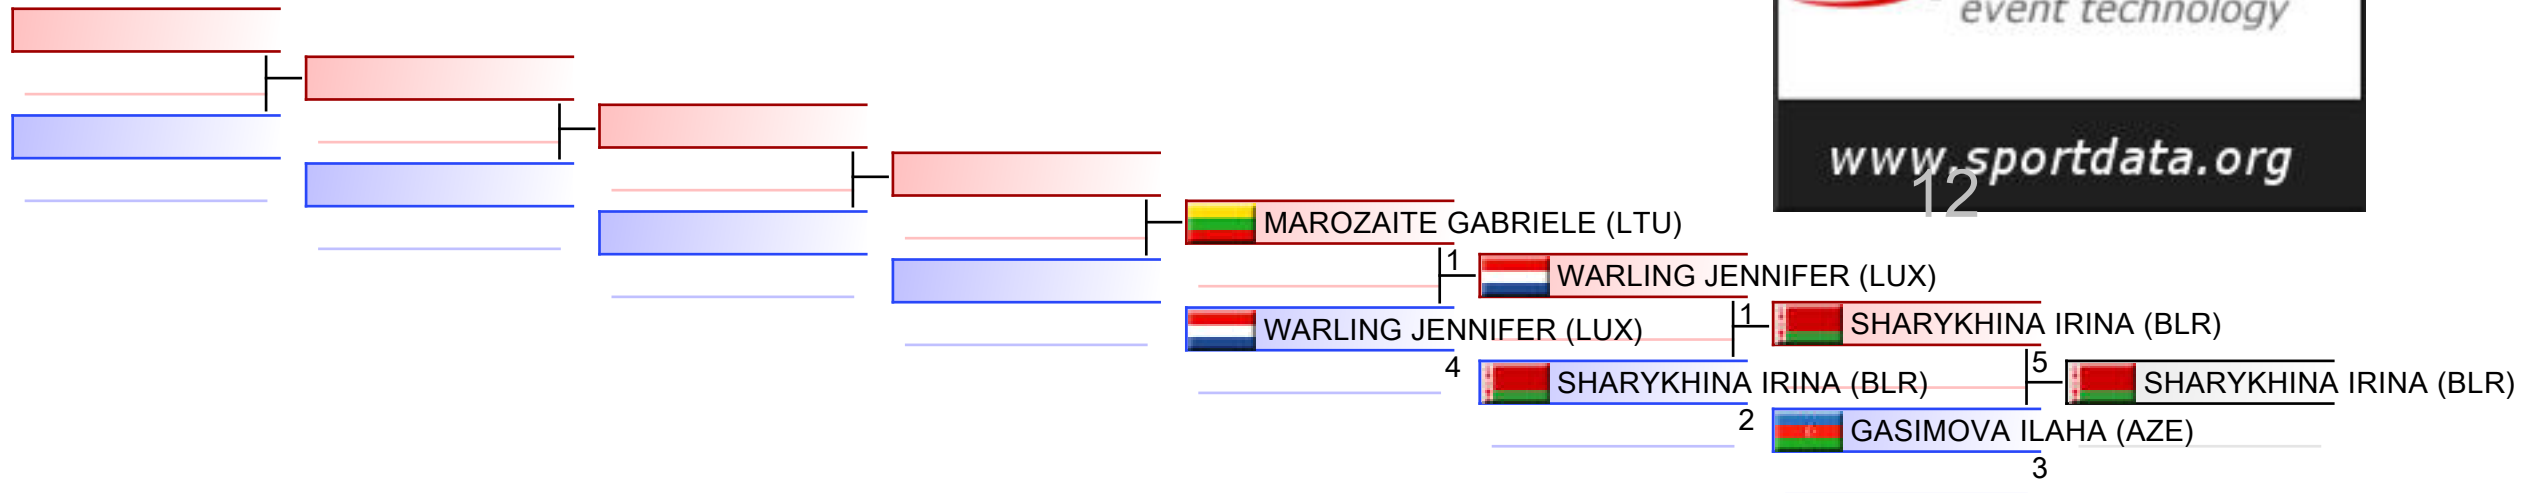 event technology
www.sportdata.org
12
MAROZAITE GABRIELE (LTU)
1
WARLING JENNIFER (LUX)
WARLING JENNIFER (LUX)
4
1
SHARYKHINA IRINA (BLR)
SHARYKHINA IRINA (BLR)
2
5
SHARYKHINA IRINA (BLR)
GASIMOVA ILAHA (AZE)
3